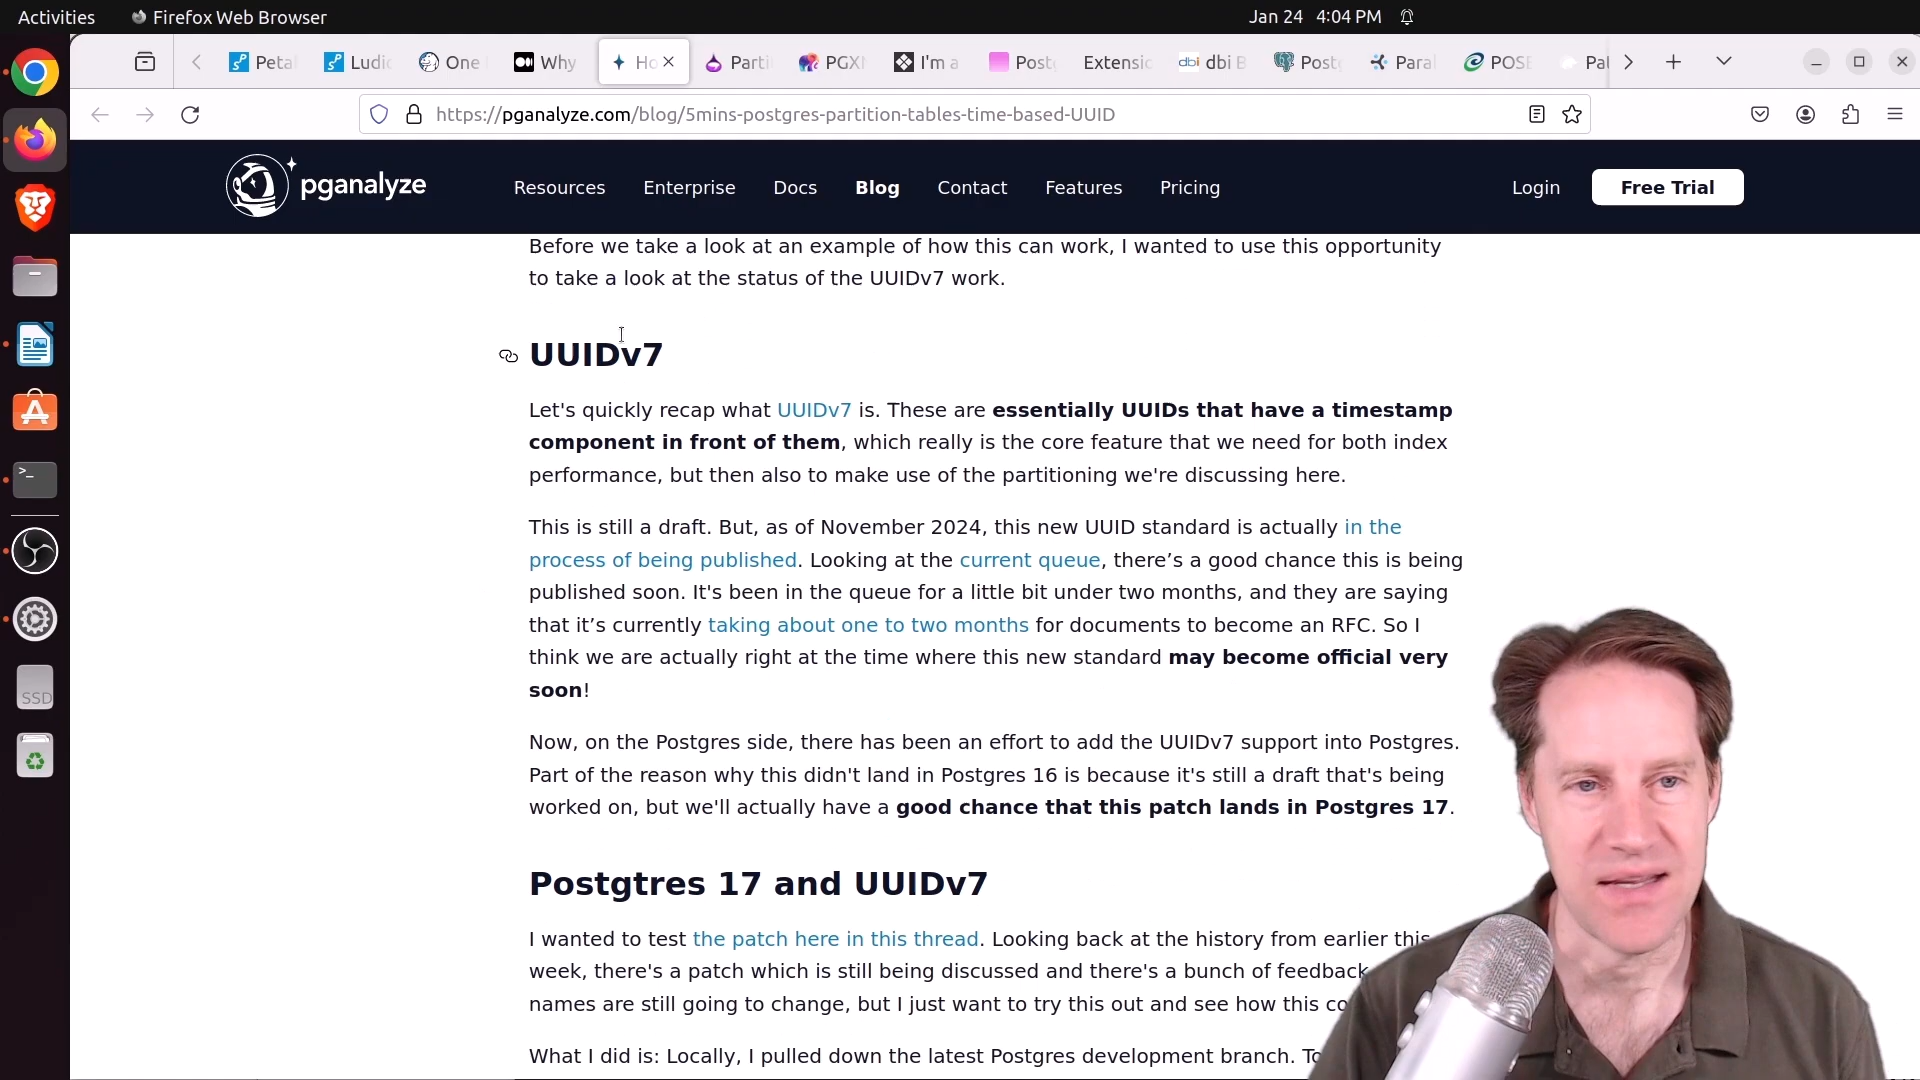 Activities
Firefox Web Browser
Jan 24 4:04 PM
Peta
Ludic
One
Why
Ho
Parti
PGXN
I'm a
Postg
Extensio
dbi B
Postg
Paral
POSE
Pat
https://pganalyze.com/blog/5mins-postgres-partition-tables-time-based-UUID
pganalyze
Resources
Enterprise
Docs
Blog
Contact
Features
Pricing
Login
Free Trial
Before we take a look at an example of how this can work, I wanted to use this opportunity
to take a look at the status of the UUIDv7 work.
UUIDv7
Let's quickly recap what UUIDv7 is. These are essentially UUIDs that have a timestamp
component in front of them, which really is the core feature that we need for both index
performance, but then also to make use of the partitioning we're discussing here.
This is still a draft. But, as of November 2024, this new UUID standard is actually in the
process of being published. Looking at the current queue, there’s a good chance this is being
published soon. It's been in the queue for a little bit under two months, and they are saying
that it’s currently taking about one to two months for documents to become an RFC. So I
think we are actually right at the time where this new standard may become official very
soon!
Now, on the Postgres side, there has been an effort to add the UUIDv7 support into Postgres.
Part of the reason why this didn't land in Postgres 16 is because it's still a draft that's being
worked on, but we'll actually have a good chance that this patch lands in Postgres 17.
Postgtres 17 and UUIDv7
I wanted to test the patch here in this thread. Looking back at the history from earlier this
week, there's a patch which is still being discussed and there's a bunch of feedback
names are still going to change, but I just want to try this out and see how this co
What I did is: Locally, I pulled down the latest Postgres development branch. To
SSD